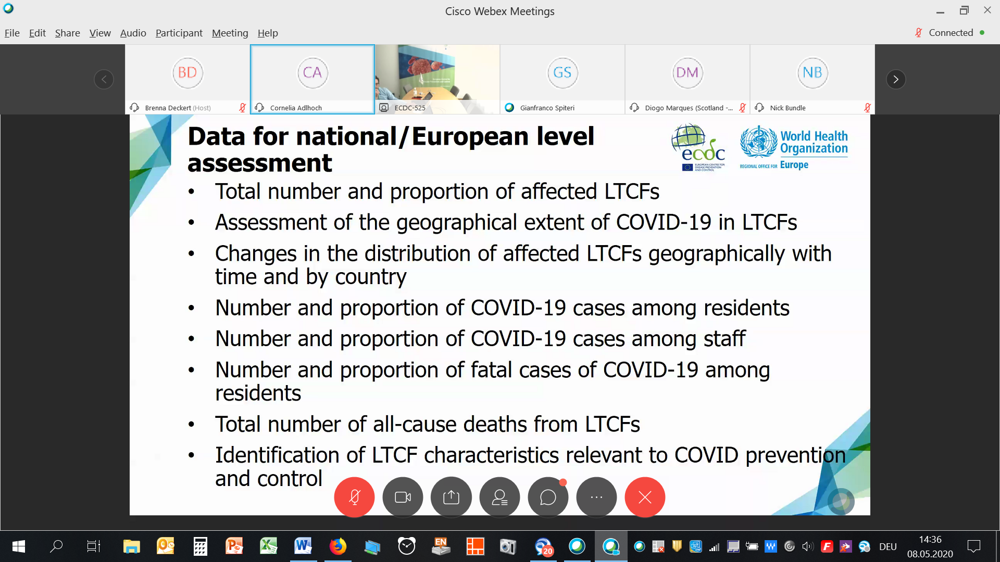 Cisco Webex Meetings
File Edit Share View Audio Participant Meeting Help
Connected
BD
CA
GS
DM
NB
Brenna Deckert (Host)
Cornelia Adlhoch
ECDC-525
Gianfranco Spiteri
Diogo Marques (Scotland -...
Nick Bundle
Data for national/European level
assessment
ecdc
EUROPEAN CENTRE FOR
DISEASE PREVENTION
AND CONTROL
World Health
Organization
REGIONAL OFFICE FOR Europe
• Total number and proportion of affected LTCFs
• Assessment of the geographical extent of COVID-19 in LTCFs
• Changes in the distribution of affected LTCFs geographically with
time and by country
• Number and proportion of COVID-19 cases among residents
• Number and proportion of COVID-19 cases among staff
• Number and proportion of fatal cases of COVID-19 among
residents
• Total number of all-cause deaths from LTCFs
• Identification of LTCF characteristics relevant to COVID prevention
and control
EN
20
DEU
14:36
08.05.2020